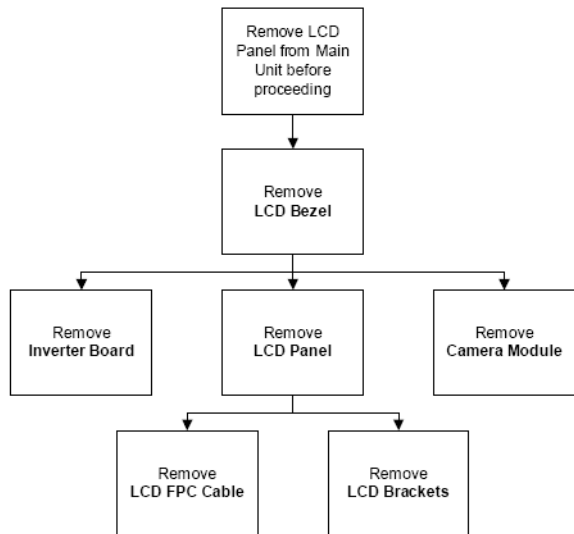 Remove LCD
Panel from Main
Unit before
proceeding
Remove
LCD Bezel
Remove
Inverter Board
Remove
LCD Panel
Remove
Camera Module
Remove
LCD FPC Cable
Remove
LCD Brackets